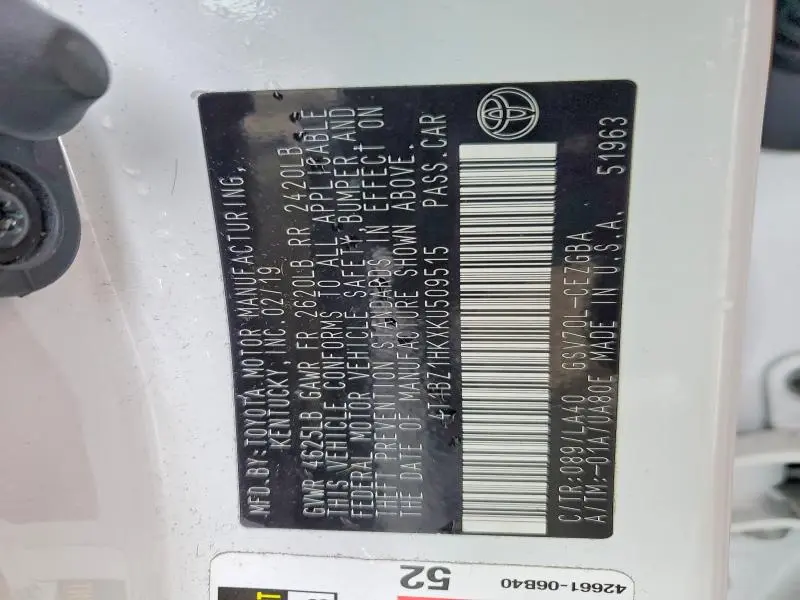 MFD.BY:TOYOTA MOTOR MANUFACTURING,
KENTUCKY, INC. 02/19
GVWR 4625LB GAWR FR 2620LB RR 2420LB
THIS VEHICLE CONFORMS TO ALL APPLICABLE
FEDERAL MOTOR VEHICLE SAFETY, BUMPER, AND
THEFT PREVENTION STANDARDS IN EFFECT ON
THE DATE OF MANUFACTURE SHOWN ABOVE.
4T1BZ1HKXKU509515 PASS.CAR
C/TR:089/LA40 GSV70L-CEZGBA
A/TM:-01A/UA80E MADE IN U.S.A. 51963
52
42661-06B40